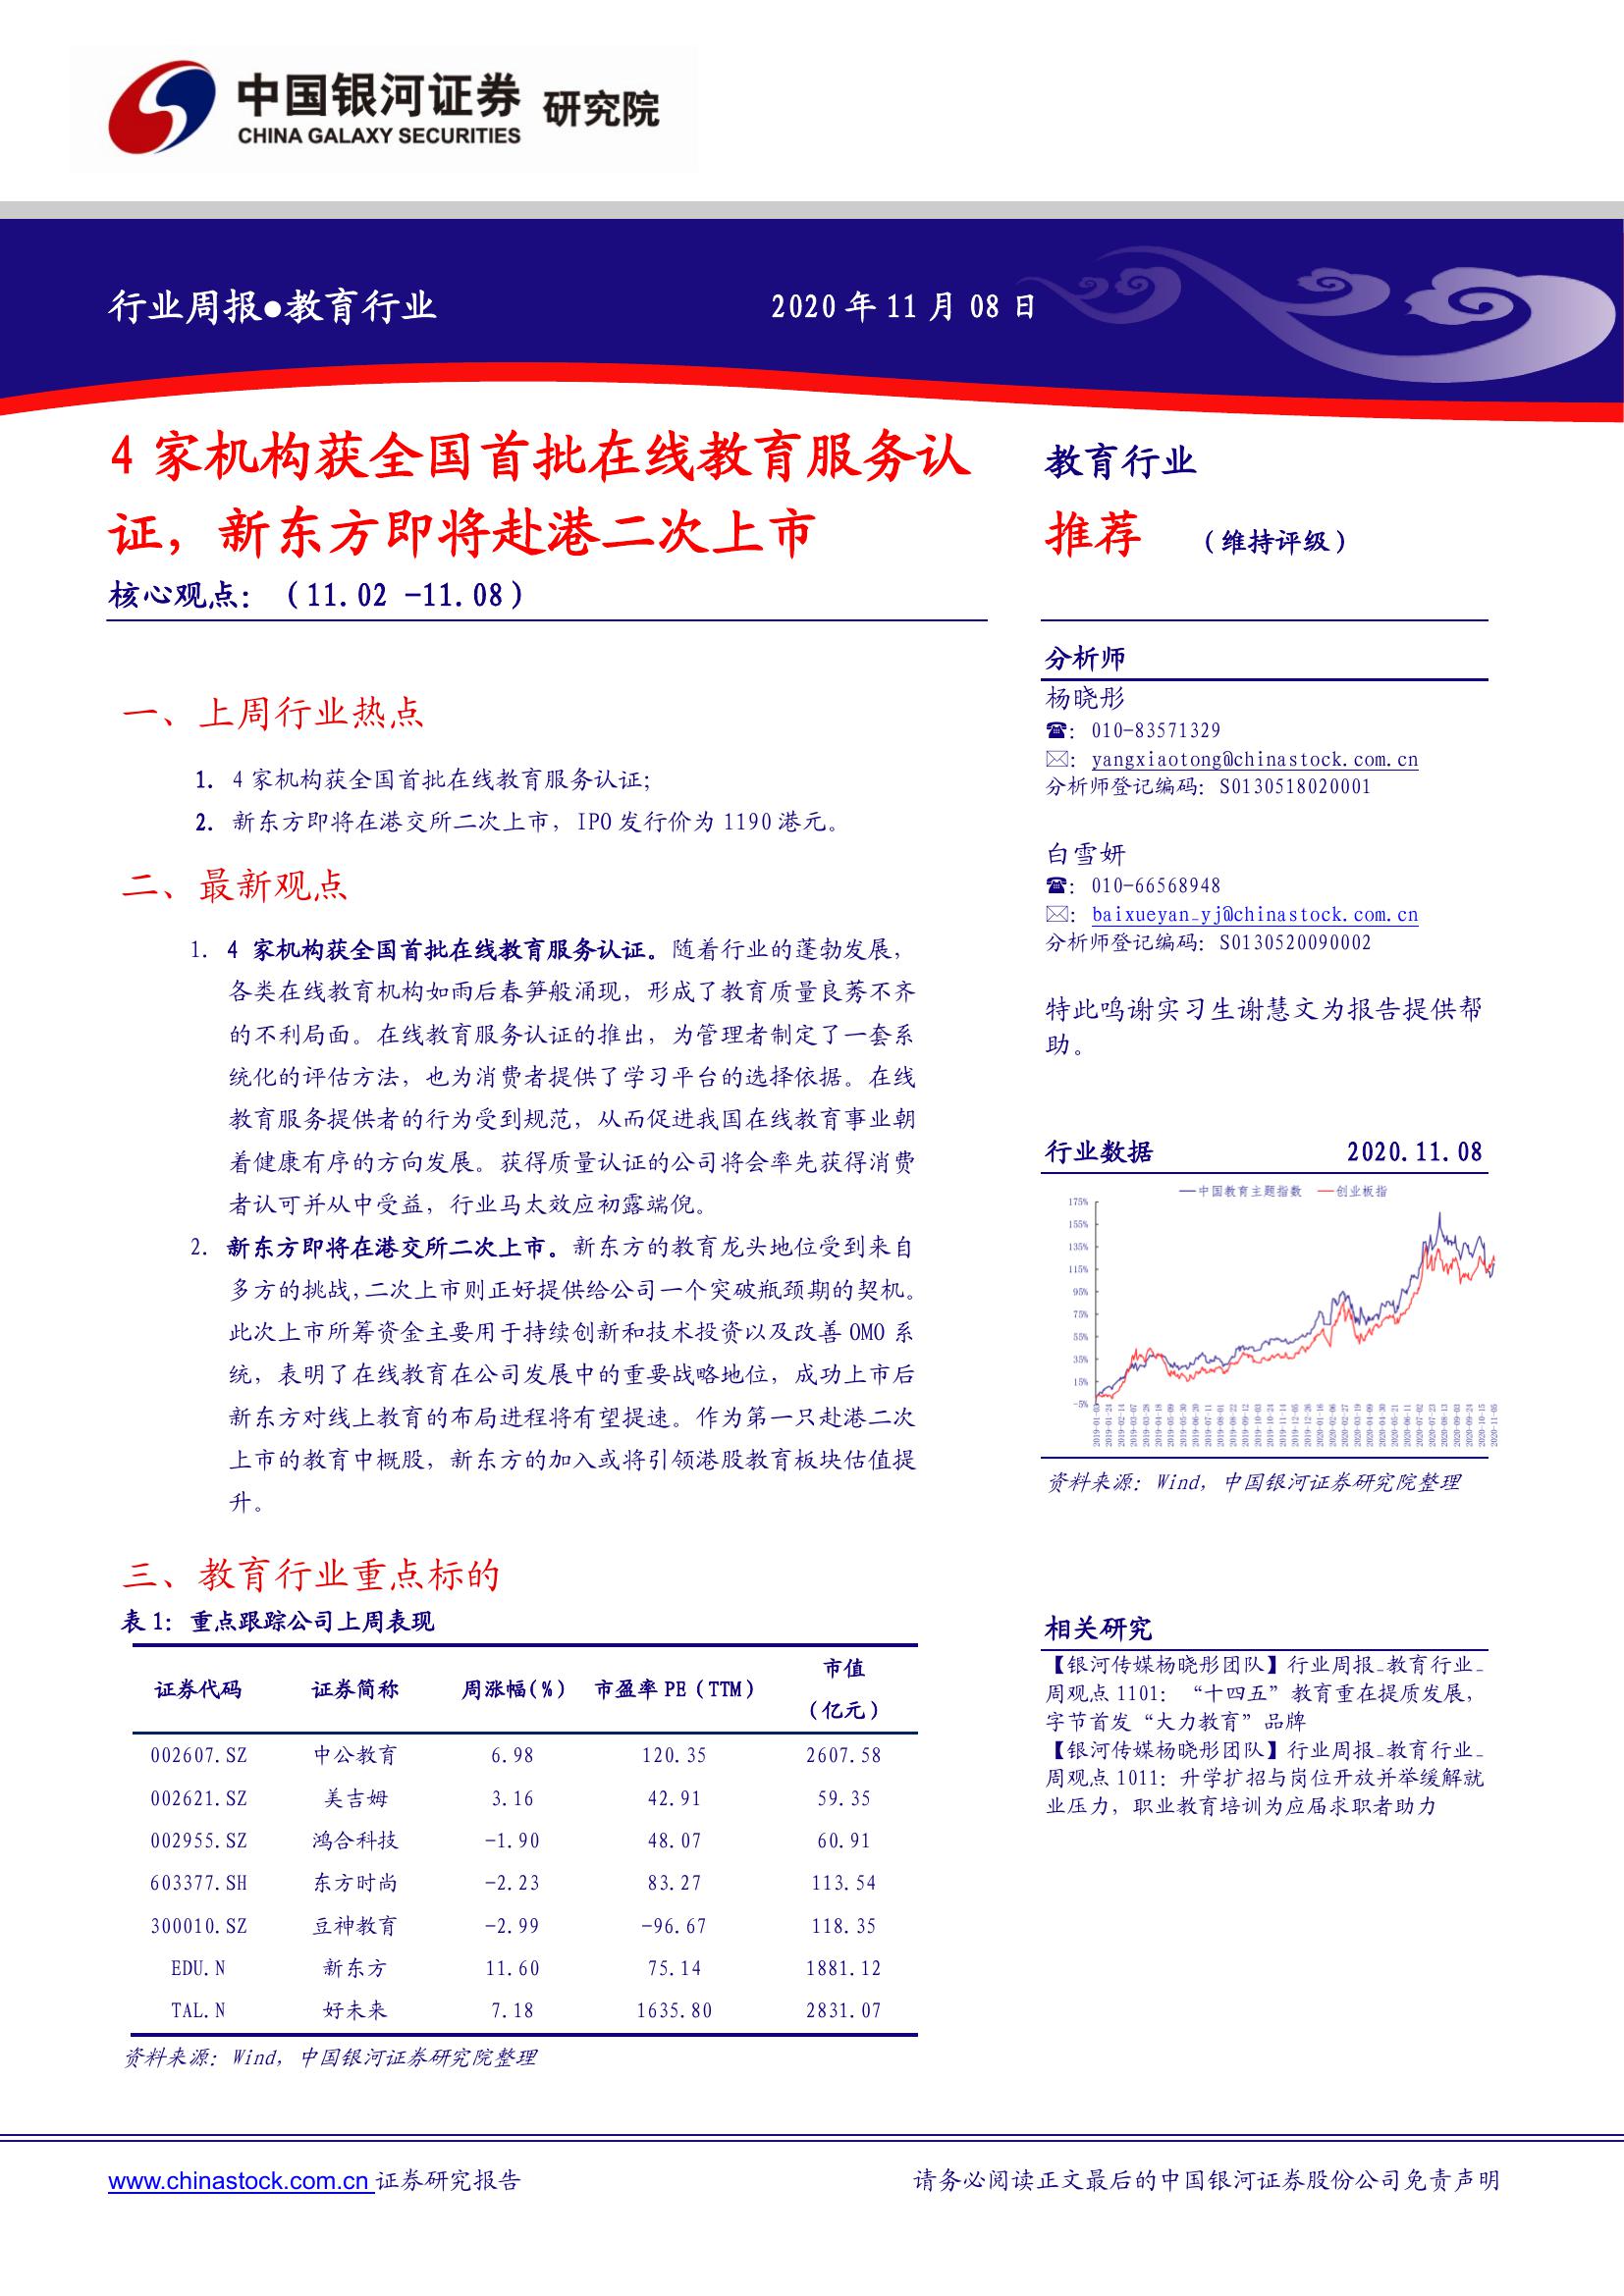 中国银河证券 研究院
CHINA GALAXY SECURITIES
行业周报●教育行业 2020 年 11 月 08 日
4 家机构获全国首批在线教育服务认
证，新东方即将赴港二次上市
核心观点：（11.02 -11.08）
一、上周行业热点
1. 4 家机构获全国首批在线教育服务认证;
2. 新东方即将在港交所二次上市，IPO 发行价为 1190 港元。
二、最新观点
1. 4 家机构获全国首批在线教育服务认证。随着行业的蓬勃发展，
各类在线教育机构如雨后春笋般涌现，形成了教育质量良莠不齐
的不利局面。在线教育服务认证的推出，为管理者制定了一套系
统化的评估方法，也为消费者提供了学习平台的选择依据。在线
教育服务提供者的行为受到规范，从而促进我国在线教育事业朝
着健康有序的方向发展。获得质量认证的公司将会率先获得消费
者认可并从中受益，行业马太效应初露端倪。
2. 新东方即将在港交所二次上市。新东方的教育龙头地位受到来自
多方的挑战,二次上市则正好提供给公司一个突破瓶颈期的契机。
此次上市所筹资金主要用于持续创新和技术投资以及改善 OMO 系
统，表明了在线教育在公司发展中的重要战略地位，成功上市后
新东方对线上教育的布局进程将有望提速。作为第一只赴港二次
上市的教育中概股，新东方的加入或将引领港股教育板块估值提
升。
三、教育行业重点标的
表 1：重点跟踪公司上周表现
证券代码 证券简称 周涨幅(%) 市盈率 PE（TTM） 市值
（亿元）
002607.SZ 中公教育 6.98 120.35 2607.58
002621.SZ 美吉姆 3.16 42.91 59.35
002955.SZ 鸿合科技 -1.90 48.07 60.91
603377.SH 东方时尚 -2.23 83.27 113.54
300010.SZ 豆神教育 -2.99 -96.67 118.35
EDU.N 新东方 11.60 75.14 1881.12
TAL.N 好未来 7.18 1635.80 2831.07
资料来源：Wind，中国银河证券研究院整理
教育行业
推荐 （维持评级）
分析师
杨晓彤
☎：010-83571329
✉：yangxiaotong@chinastock.com.cn
分析师登记编码：S0130518020001
白雪妍
☎：010-66568948
✉：baixueyan_yj@chinastock.com.cn
分析师登记编码：S0130520090002
特此鸣谢实习生谢慧文为报告提供帮
助。
行业数据 2020.11.08
中国教育主题指数 创业板指
175%
155%
135%
115%
95%
75%
55%
35%
15%
-5%
资料来源：Wind，中国银河证券研究院整理
相关研究
【银河传媒杨晓彤团队】行业周报_教育行业_
周观点 1101：“十四五”教育重在提质发展，
字节首发“大力教育”品牌
【银河传媒杨晓彤团队】行业周报_教育行业_
周观点 1011：升学扩招与岗位开放并举缓解就
业压力，职业教育培训为应届求职者助力
www.chinastock.com.cn 证券研究报告 请务必阅读正文最后的中国银河证券股份公司免责声明